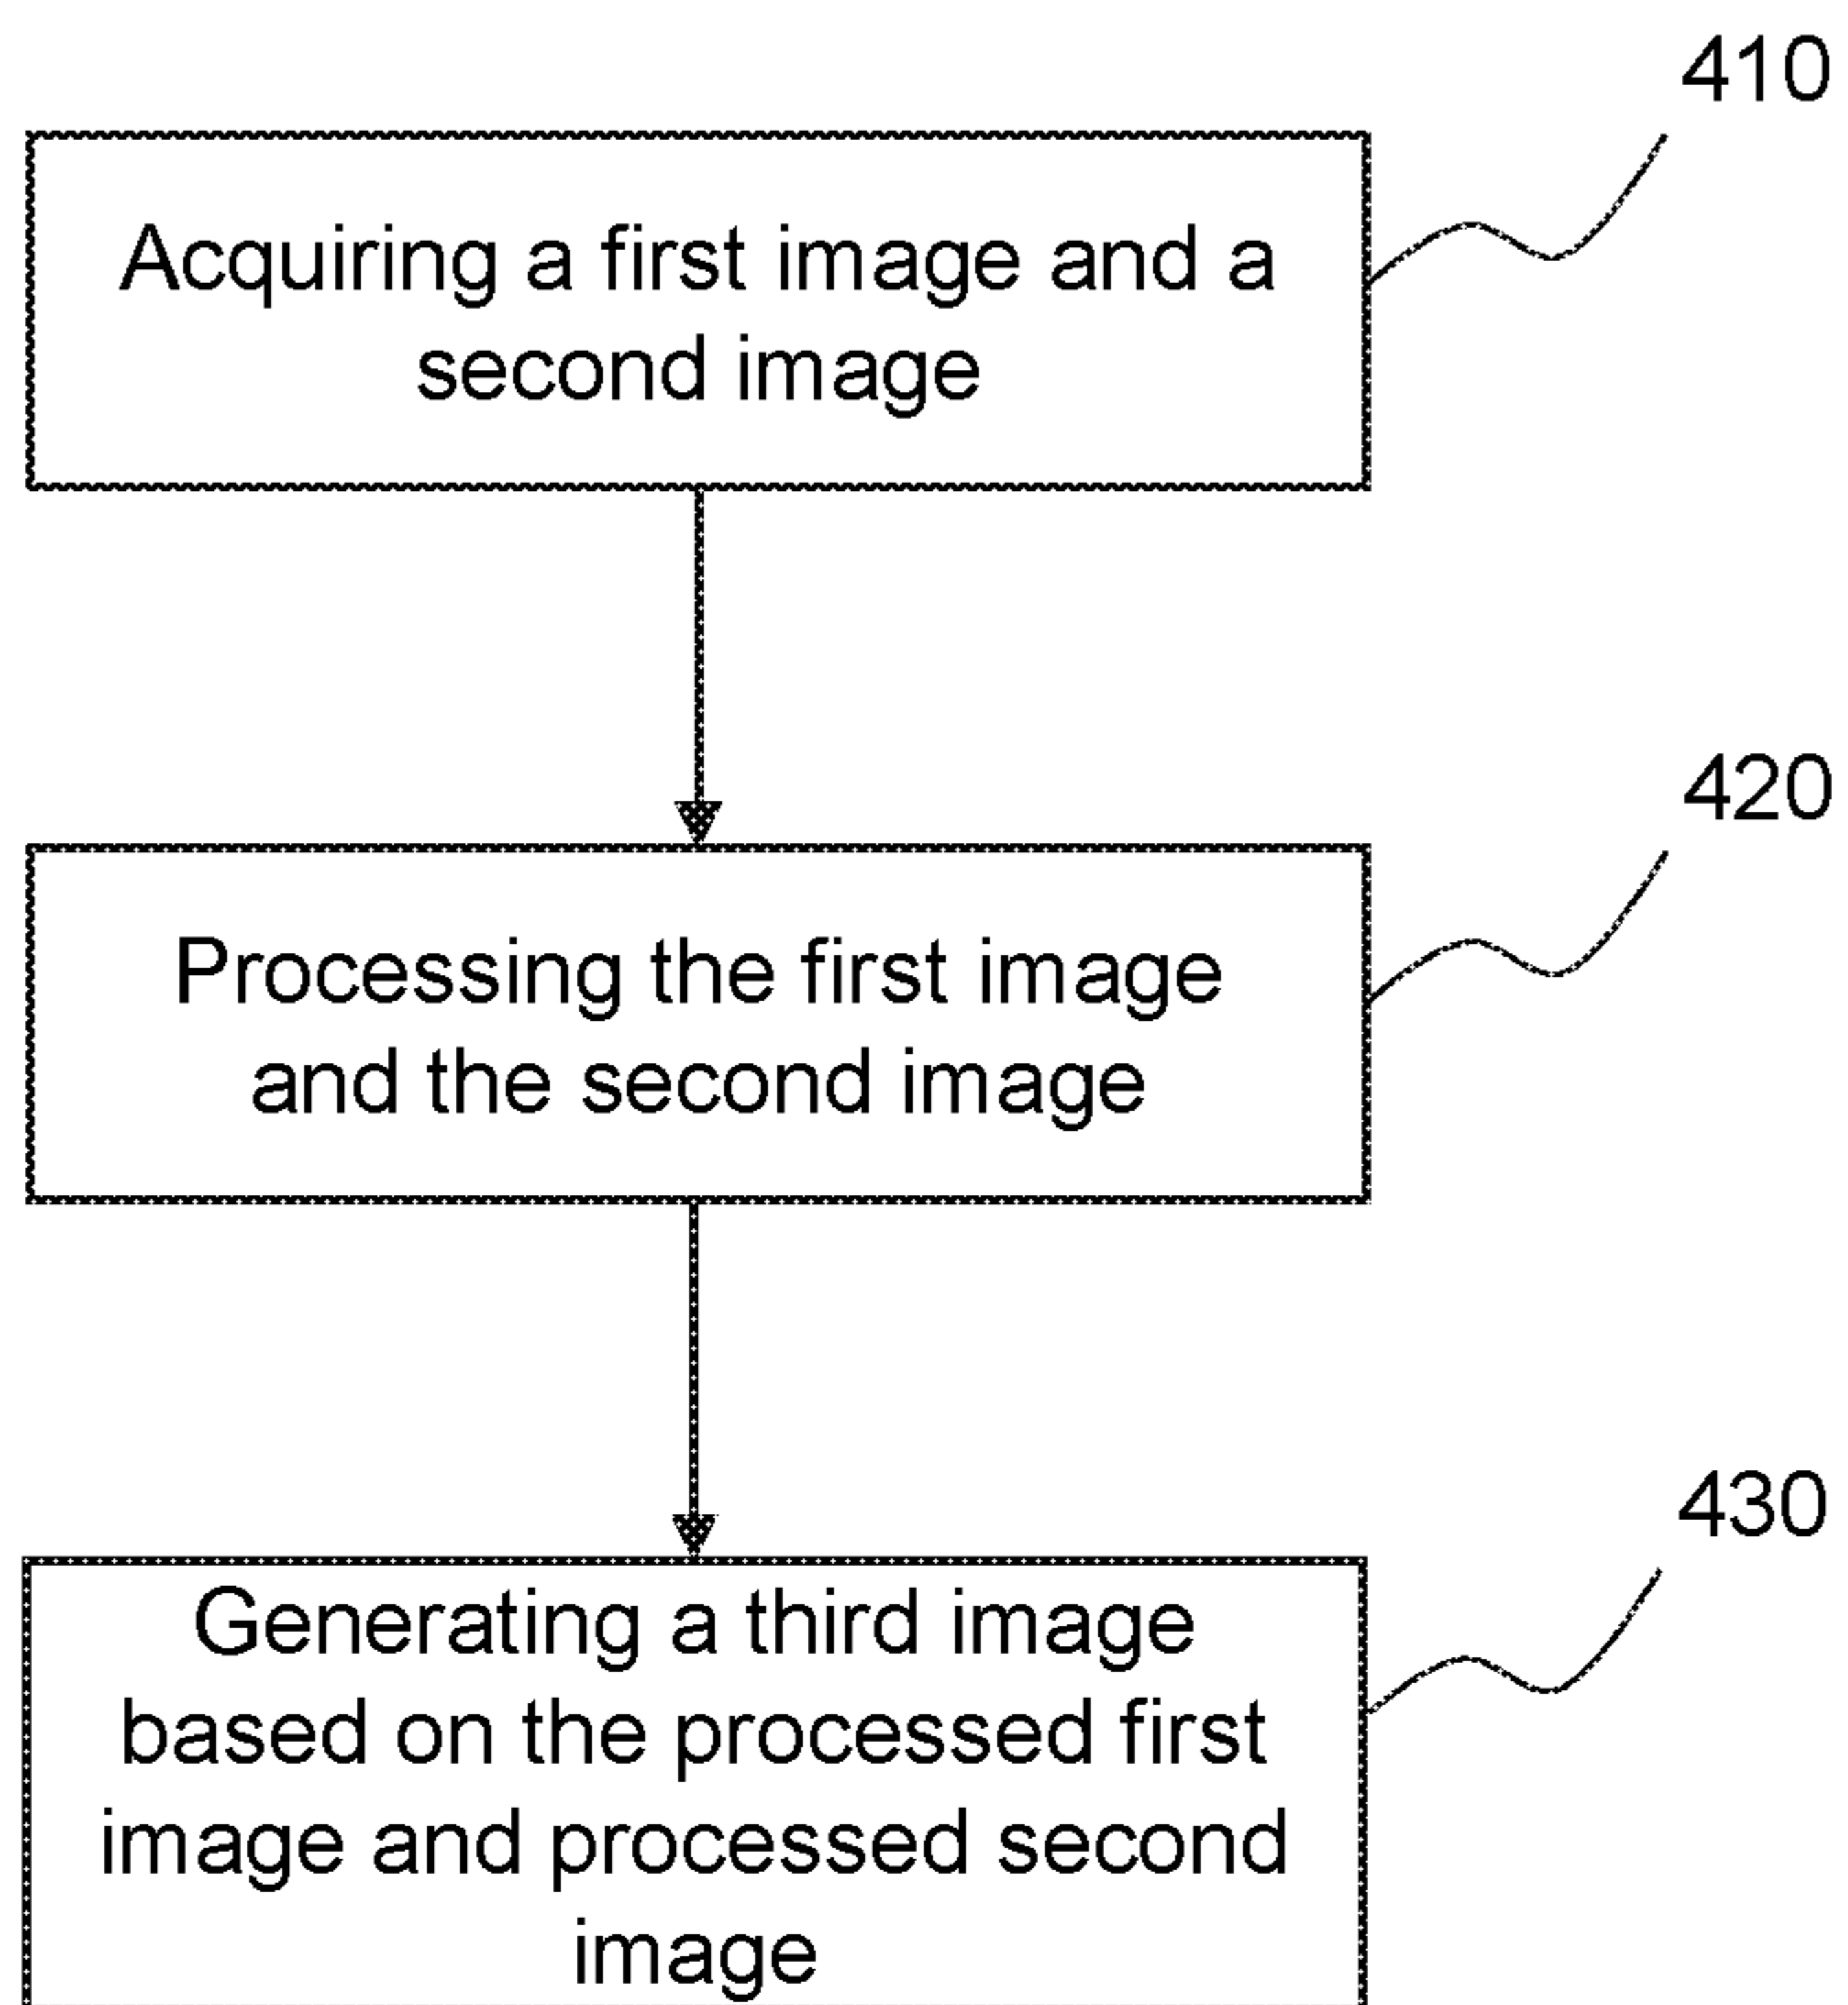 410
Acquiring a first image and a
second image
420
Processing the first image
and the second image
430
Generating a third image
based on the processed first
image and processed second
image